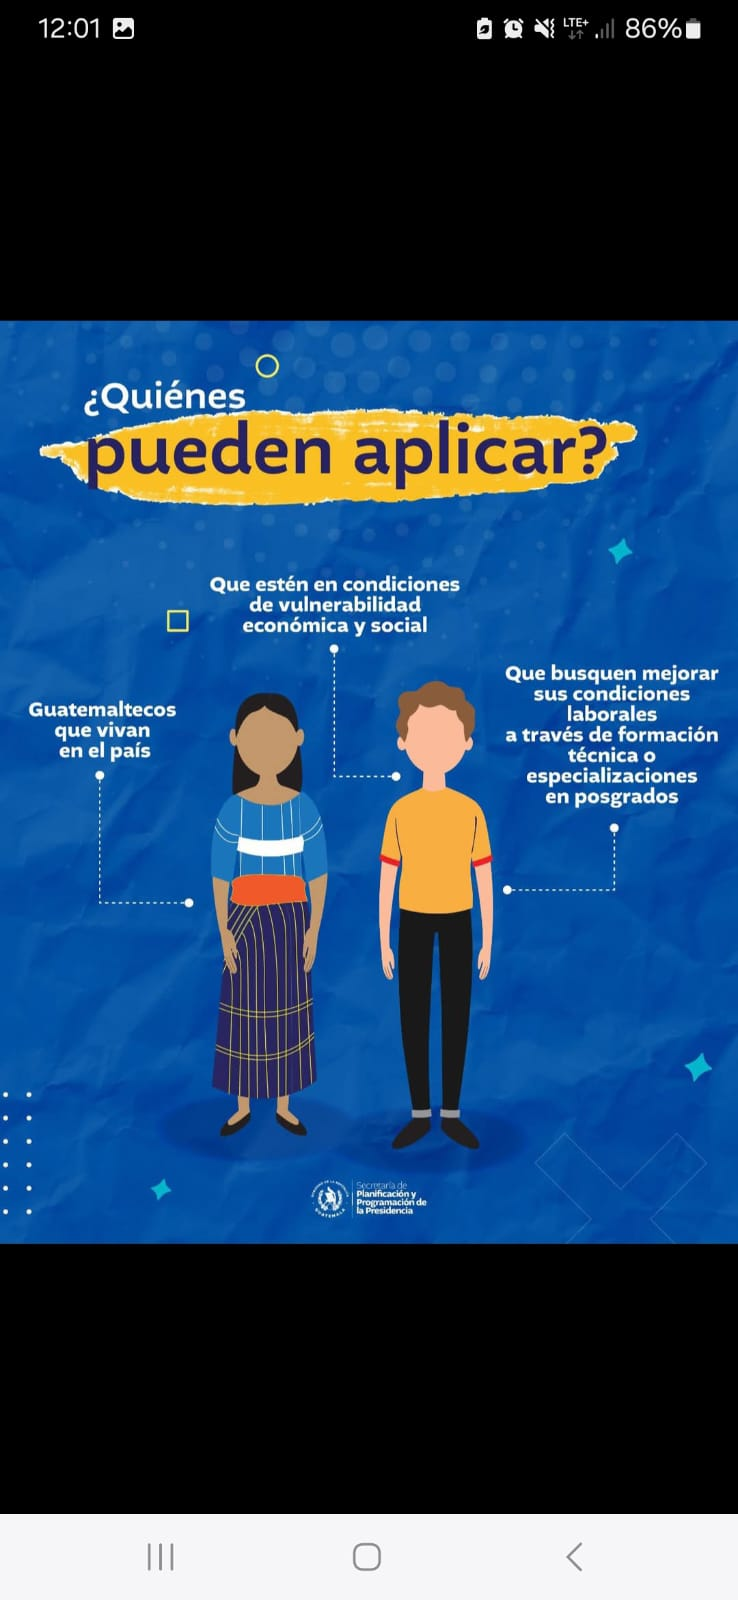 12:01
LTE+
86%
¿Quiénes
pueden aplicar?
Que estén en condiciones
de vulnerabilidad
económica y social
Que busquen mejorar
sus condiciones
laborales
a través de formación
técnica o
especializaciones
en posgrados
Guatemaltecos
que vivan
en el país
Secretaría de
Planificación y
Programación de
la Presidencia
GUATEMALA